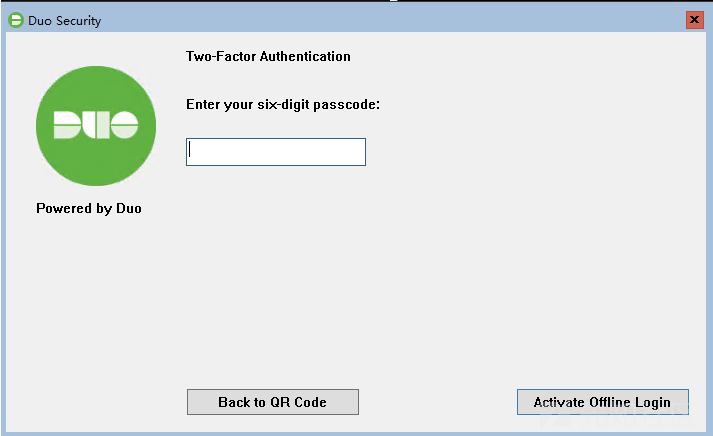 Duo Security
Two-Factor Authentication
Enter your six-digit passcode:
DUO
Powered by Duo
Back to QR Code
Activate Offline Login